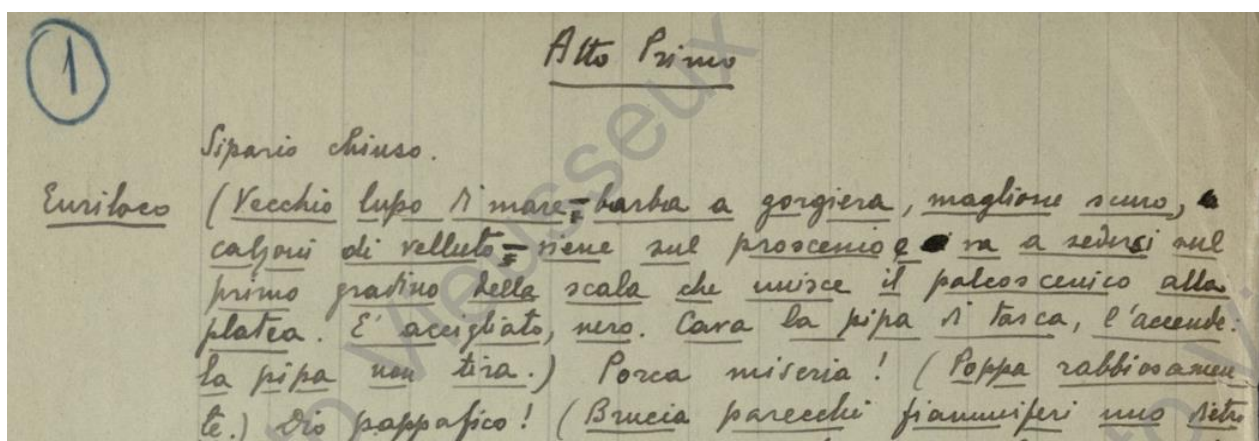 1
Atto Primo
Sipario chiuso.
Euriloco (Vecchio lupo di mare = barba a gorgiera, maglione scuro,
calzoni di velluto = viene sul proscenio e va a sedersi sul
primo gradino della scala che unisce il palcoscenico alla
platea. E' accigliato, nero. Cava la pipa di tasca, l'accende.
la pipa non tira.) Porca miseria! (Poppa rabbiosamen
te.) Dio pappafico! (Brucia parecchi fiammiferi uno dietro
Vieusseux